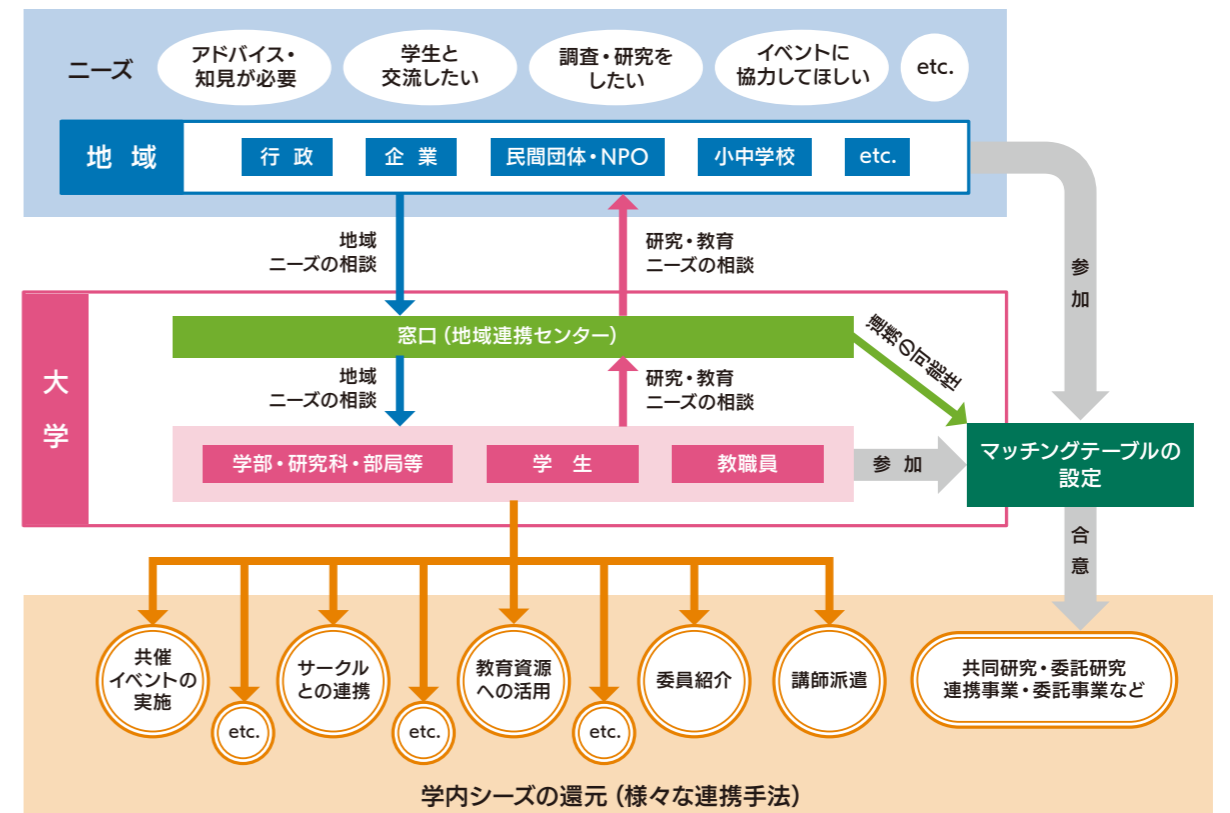 ニーズ
アドバイス・
知見が必要
学生と
交流したい
調査・研究を
したい
イベントに
協力してほしい
etc.
地域
行政
企業
民間団体・NPO
小中学校
etc.
地域
ニーズの相談
研究・教育
ニーズの相談
参加
大学
窓口（地域連携センター）
連携の可能性
地域
ニーズの相談
研究・教育
ニーズの相談
学部・研究科・部局等
学生
教職員
参加
マッチングテーブルの
設定
合意
共催
イベントの
実施
etc.
サークル
との連携
etc.
教育資源
への活用
etc.
委員紹介
講師派遣
共同研究・委託研究
連携事業・委託事業など
学内シーズの還元（様々な連携手法）